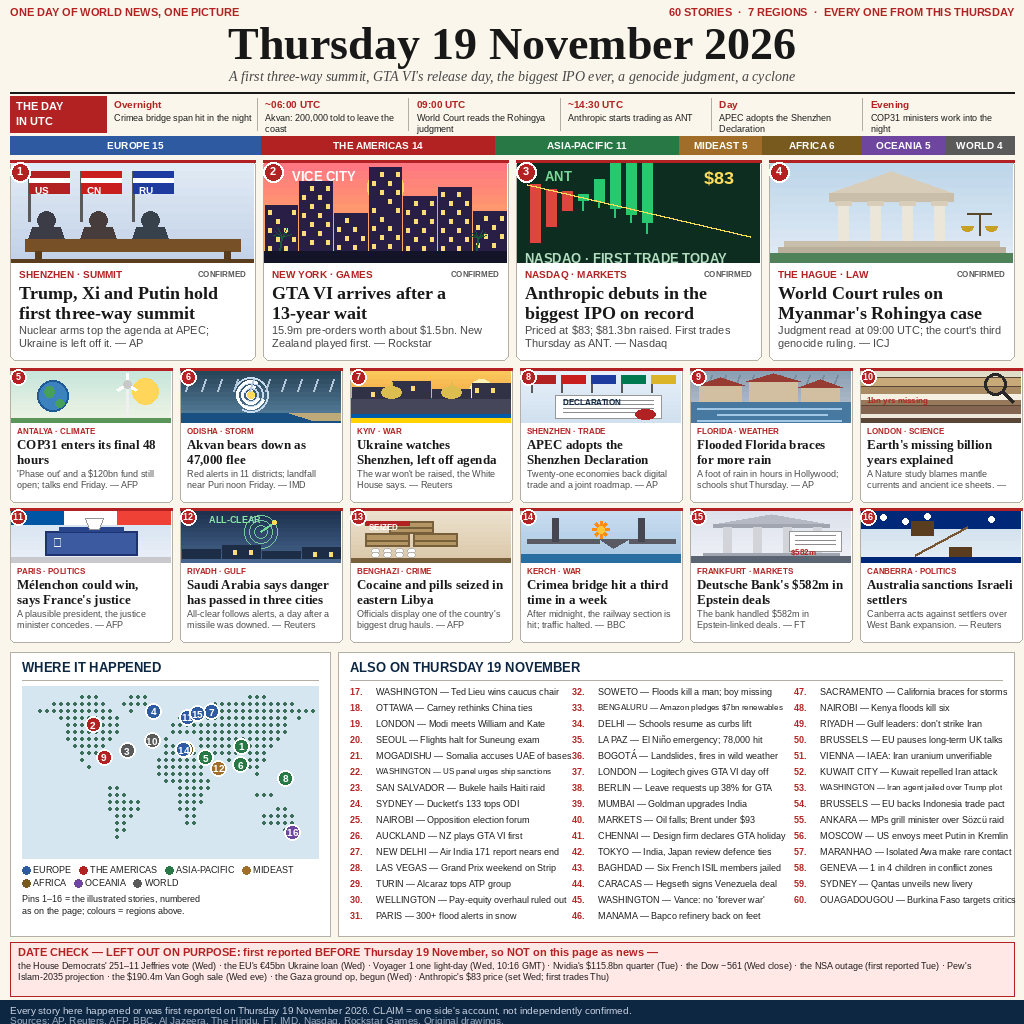 ONE DAY OF WORLD NEWS, ONE PICTURE
60 STORIES · 7 REGIONS · EVERY ONE FROM THIS THURSDAY
Thursday 19 November 2026
A first three-way summit, GTA VI's release day, the biggest IPO ever, a genocide judgment, a cyclone
THE DAY
IN UTC
Overnight
Crimea bridge span hit in the night
~06:00 UTC
Akvan: 200,000 told to leave the
coast
09:00 UTC
World Court reads the Rohingya
judgment
~14:30 UTC
Anthropic starts trading as ANT
Day
APEC adopts the Shenzhen
Declaration
Evening
COP31 ministers work into the
night
EUROPE 15
THE AMERICAS 14
ASIA-PACIFIC 11
MIDEAST 5
AFRICA 6
OCEANIA 5
WORLD 4
1
US
CN
RU
SHENZHEN · SUMMIT
CONFIRMED
Trump, Xi and Putin hold
first three-way summit
Nuclear arms top the agenda at APEC;
Ukraine is left off it. — AP
2
VICE CITY
NEW YORK · GAMES
CONFIRMED
GTA VI arrives after a
13-year wait
15.9m pre-orders worth about $1.5bn. New
Zealand played first. — Rockstar
3
ANT
$83
NASDAQ · FIRST TRADE TODAY
NASDAQ · MARKETS
CONFIRMED
Anthropic debuts in the
biggest IPO on record
Priced at $83; $81.3bn raised. First trades
Thursday as ANT. — Nasdaq
4
THE HAGUE · LAW
CONFIRMED
World Court rules on
Myanmar's Rohingya case
Judgment read at 09:00 UTC; the court's third
genocide ruling. — ICJ
5
ANTALYA · CLIMATE
COP31 enters its final 48
hours
'Phase out' and a $120bn fund still
open; talks end Friday. — AFP
6
ODISHA · STORM
Akvan bears down as
47,000 flee
Red alerts in 11 districts; landfall
near Puri noon Friday. — IMD
7
KYIV · WAR
Ukraine watches
Shenzhen, left off agenda
The war won't be raised, the White
House says. — Reuters
8
DECLARATION
SHENZHEN · TRADE
APEC adopts the
Shenzhen Declaration
Twenty-one economies back digital
trade and a joint roadmap. — AP
9
FLORIDA · WEATHER
Flooded Florida braces
for more rain
A foot of rain in hours in Hollywood;
schools shut Thursday. — AP
10
1bn yrs missing
LONDON · SCIENCE
Earth's missing billion
years explained
A Nature study blames mantle
currents and ancient ice sheets. —
11
PARIS · POLITICS
Mélenchon could win,
says France's justice
A plausible president, the justice
minister concedes. — AFP
12
ALL-CLEAR
RIYADH · GULF
Saudi Arabia says danger
has passed in three cities
All-clear follows alerts, a day after a
missile was downed. — Reuters
13
SEIZED
BENGHAZI · CRIME
Cocaine and pills seized in
eastern Libya
Officials display one of the country's
biggest drug hauls. — AFP
14
KERCH · WAR
Crimea bridge hit a third
time in a week
After midnight, the railway section is
hit; traffic halted. — BBC
15
$582m
FRANKFURT · MARKETS
Deutsche Bank's $582m in
Epstein deals
The bank handled $582m in
Epstein-linked deals. — FT
16
CANBERRA · POLITICS
Australia sanctions Israeli
settlers
Canberra acts against settlers over
West Bank expansion. — Reuters
WHERE IT HAPPENED
2
9
3
10
4
11
15
7
14
5
12
1
6
8
16
EUROPE
THE AMERICAS
ASIA-PACIFIC
MIDEAST
AFRICA
OCEANIA
WORLD
Pins 1–16 = the illustrated stories, numbered
as on the page; colours = regions above.
ALSO ON THURSDAY 19 NOVEMBER
17. WASHINGTON — Ted Lieu wins caucus chair
18. OTTAWA — Carney rethinks China ties
19. LONDON — Modi meets William and Kate
20. SEOUL — Flights halt for Suneung exam
21. MOGADISHU — Somalia accuses UAE of bases
22. WASHINGTON — US panel urges ship sanctions
23. SAN SALVADOR — Bukele hails Haiti raid
24. SYDNEY — Duckett's 133 tops ODI
25. NAIROBI — Opposition election forum
26. AUCKLAND — NZ plays GTA VI first
27. NEW DELHI — Air India 171 report nears end
28. LAS VEGAS — Grand Prix weekend on Strip
29. TURIN — Alcaraz tops ATP group
30. WELLINGTON — Pay-equity overhaul ruled out
31. PARIS — 300+ flood alerts in snow
32. SOWETO — Floods kill a man; boy missing
33. BENGALURU — Amazon pledges $7bn renewables
34. DELHI — Schools resume as curbs lift
35. LA PAZ — El Niño emergency; 78,000 hit
36. BOGOTÁ — Landslides, fires in wild weather
37. LONDON — Logitech gives GTA VI day off
38. BERLIN — Leave requests up 38% for GTA
39. MUMBAI — Goldman upgrades India
40. MARKETS — Oil falls; Brent under $93
41. CHENNAI — Design firm declares GTA holiday
42. TOKYO — India, Japan review defence ties
43. BAGHDAD — Six French ISIL members jailed
44. CARACAS — Hegseth signs Venezuela deal
45. WASHINGTON — Vance: no 'forever war'
46. MANAMA — Bapco refinery back on feet
47. SACRAMENTO — California braces for storms
48. NAIROBI — Kenya floods kill six
49. RIYADH — Gulf leaders: don't strike Iran
50. BRUSSELS — EU pauses long-term UK talks
51. VIENNA — IAEA: Iran uranium unverifiable
52. KUWAIT CITY — Kuwait repelled Iran attack
53. WASHINGTON — Iran agent jailed over Trump plot
54. BRUSSELS — EU backs Indonesia trade pact
55. ANKARA — MPs grill minister over Sözcü raid
56. MOSCOW — US envoys meet Putin in Kremlin
57. MARANHAO — Isolated Awa make rare contact
58. GENEVA — 1 in 4 children in conflict zones
59. SYDNEY — Qantas unveils new livery
60. OUAGADOUGOU — Burkina Faso targets critics
DATE CHECK — LEFT OUT ON PURPOSE: first reported BEFORE Thursday 19 November, so NOT on this page as news —
the House Democrats' 251–11 Jeffries vote (Wed) · the EU's €45bn Ukraine loan (Wed) · Voyager 1 one light-day (Wed, 10:16 GMT) · Nvidia's $115.8bn quarter (Tue) · the Dow −561 (Wed close) · the NSA outage (first reported Tue) · Pew's
Islam-2035 projection · the $190.4m Van Gogh sale (Wed eve) · the Gaza ground op, begun (Wed) · Anthropic's $83 price (set Wed; first trades Thu)
Every story here happened or was first reported on Thursday 19 November 2026. CLAIM = one side's account, not independently confirmed.
Sources: AP, Reuters, AFP, BBC, Al Jazeera, The Hindu, FT, IMD, Nasdaq, Rockstar Games. Original drawings.